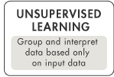 UNSUPERVISED
LEARNING
Group and interpret
data based only
on input data